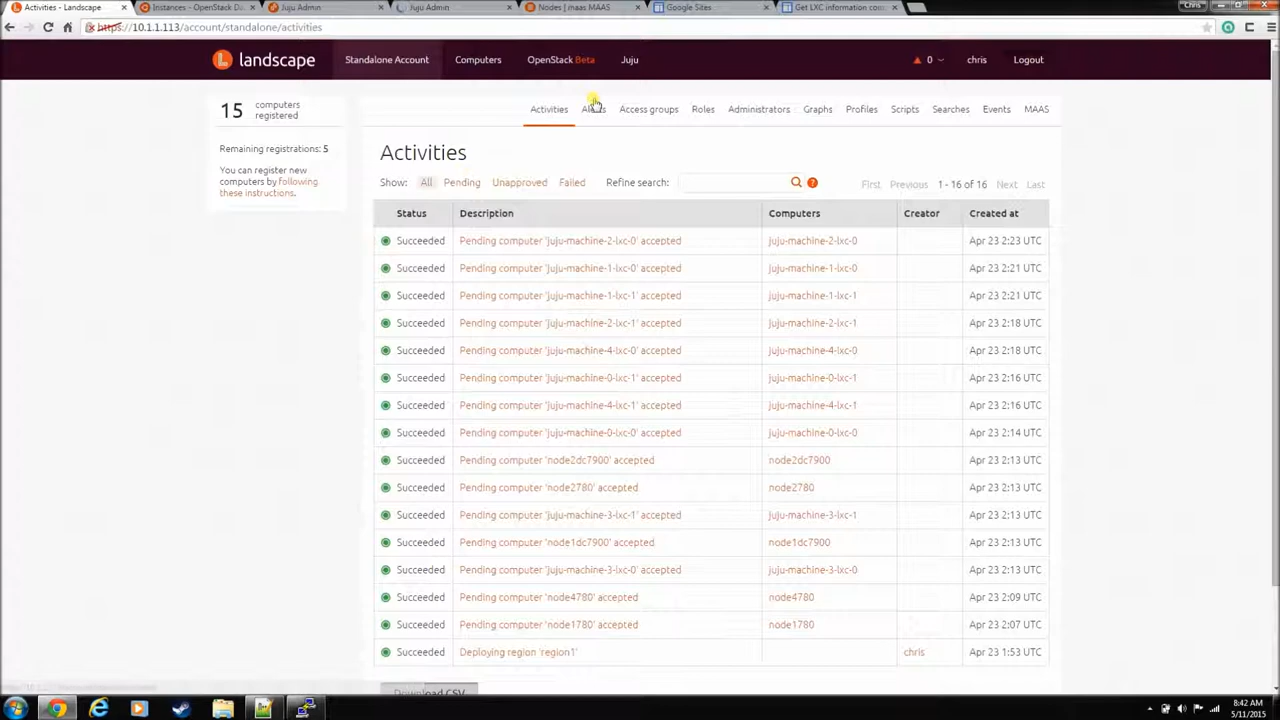 Activities - Landscape
Instances - OpenStack Da
Juju Admin
Juju Admin
Nodes | maas MAAS
Google Sites
Get LXC information con
Chris
https://10.1.1.113/account/standalone/activities
landscape
Standalone Account
Computers
OpenStack Beta
Juju
0
chris
Logout
15 computers registered
Remaining registrations: 5
You can register new
computers by following
these instructions.
Activities
Access groups
Roles
Administrators
Graphs
Profiles
Scripts
Searches
Events
MAAS
Activities
Show: All Pending Unapproved Failed
Refine search:
First Previous 1 - 16 of 16 Next Last
Status Description Computers Creator Created at
Succeeded Pending computer 'juju-machine-2-lxc-0' accepted juju-machine-2-lxc-0 Apr 23 2:23 UTC
Succeeded Pending computer 'juju-machine-1-lxc-0' accepted juju-machine-1-lxc-0 Apr 23 2:21 UTC
Succeeded Pending computer 'juju-machine-1-lxc-1' accepted juju-machine-1-lxc-1 Apr 23 2:21 UTC
Succeeded Pending computer 'juju-machine-2-lxc-1' accepted juju-machine-2-lxc-1 Apr 23 2:18 UTC
Succeeded Pending computer 'juju-machine-4-lxc-0' accepted juju-machine-4-lxc-0 Apr 23 2:18 UTC
Succeeded Pending computer 'juju-machine-0-lxc-1' accepted juju-machine-0-lxc-1 Apr 23 2:16 UTC
Succeeded Pending computer 'juju-machine-4-lxc-1' accepted juju-machine-4-lxc-1 Apr 23 2:16 UTC
Succeeded Pending computer 'juju-machine-0-lxc-0' accepted juju-machine-0-lxc-0 Apr 23 2:14 UTC
Succeeded Pending computer 'node2dc7900' accepted node2dc7900 Apr 23 2:13 UTC
Succeeded Pending computer 'node2780' accepted node2780 Apr 23 2:13 UTC
Succeeded Pending computer 'juju-machine-3-lxc-1' accepted juju-machine-3-lxc-1 Apr 23 2:13 UTC
Succeeded Pending computer 'node1dc7900' accepted node1dc7900 Apr 23 2:13 UTC
Succeeded Pending computer 'juju-machine-3-lxc-0' accepted juju-machine-3-lxc-0 Apr 23 2:13 UTC
Succeeded Pending computer 'node4780' accepted node4780 Apr 23 2:09 UTC
Succeeded Pending computer 'node1780' accepted node1780 Apr 23 2:07 UTC
Succeeded Deploying region 'region1' chris Apr 23 1:53 UTC
Download CSV
8:42 AM
5/11/2015